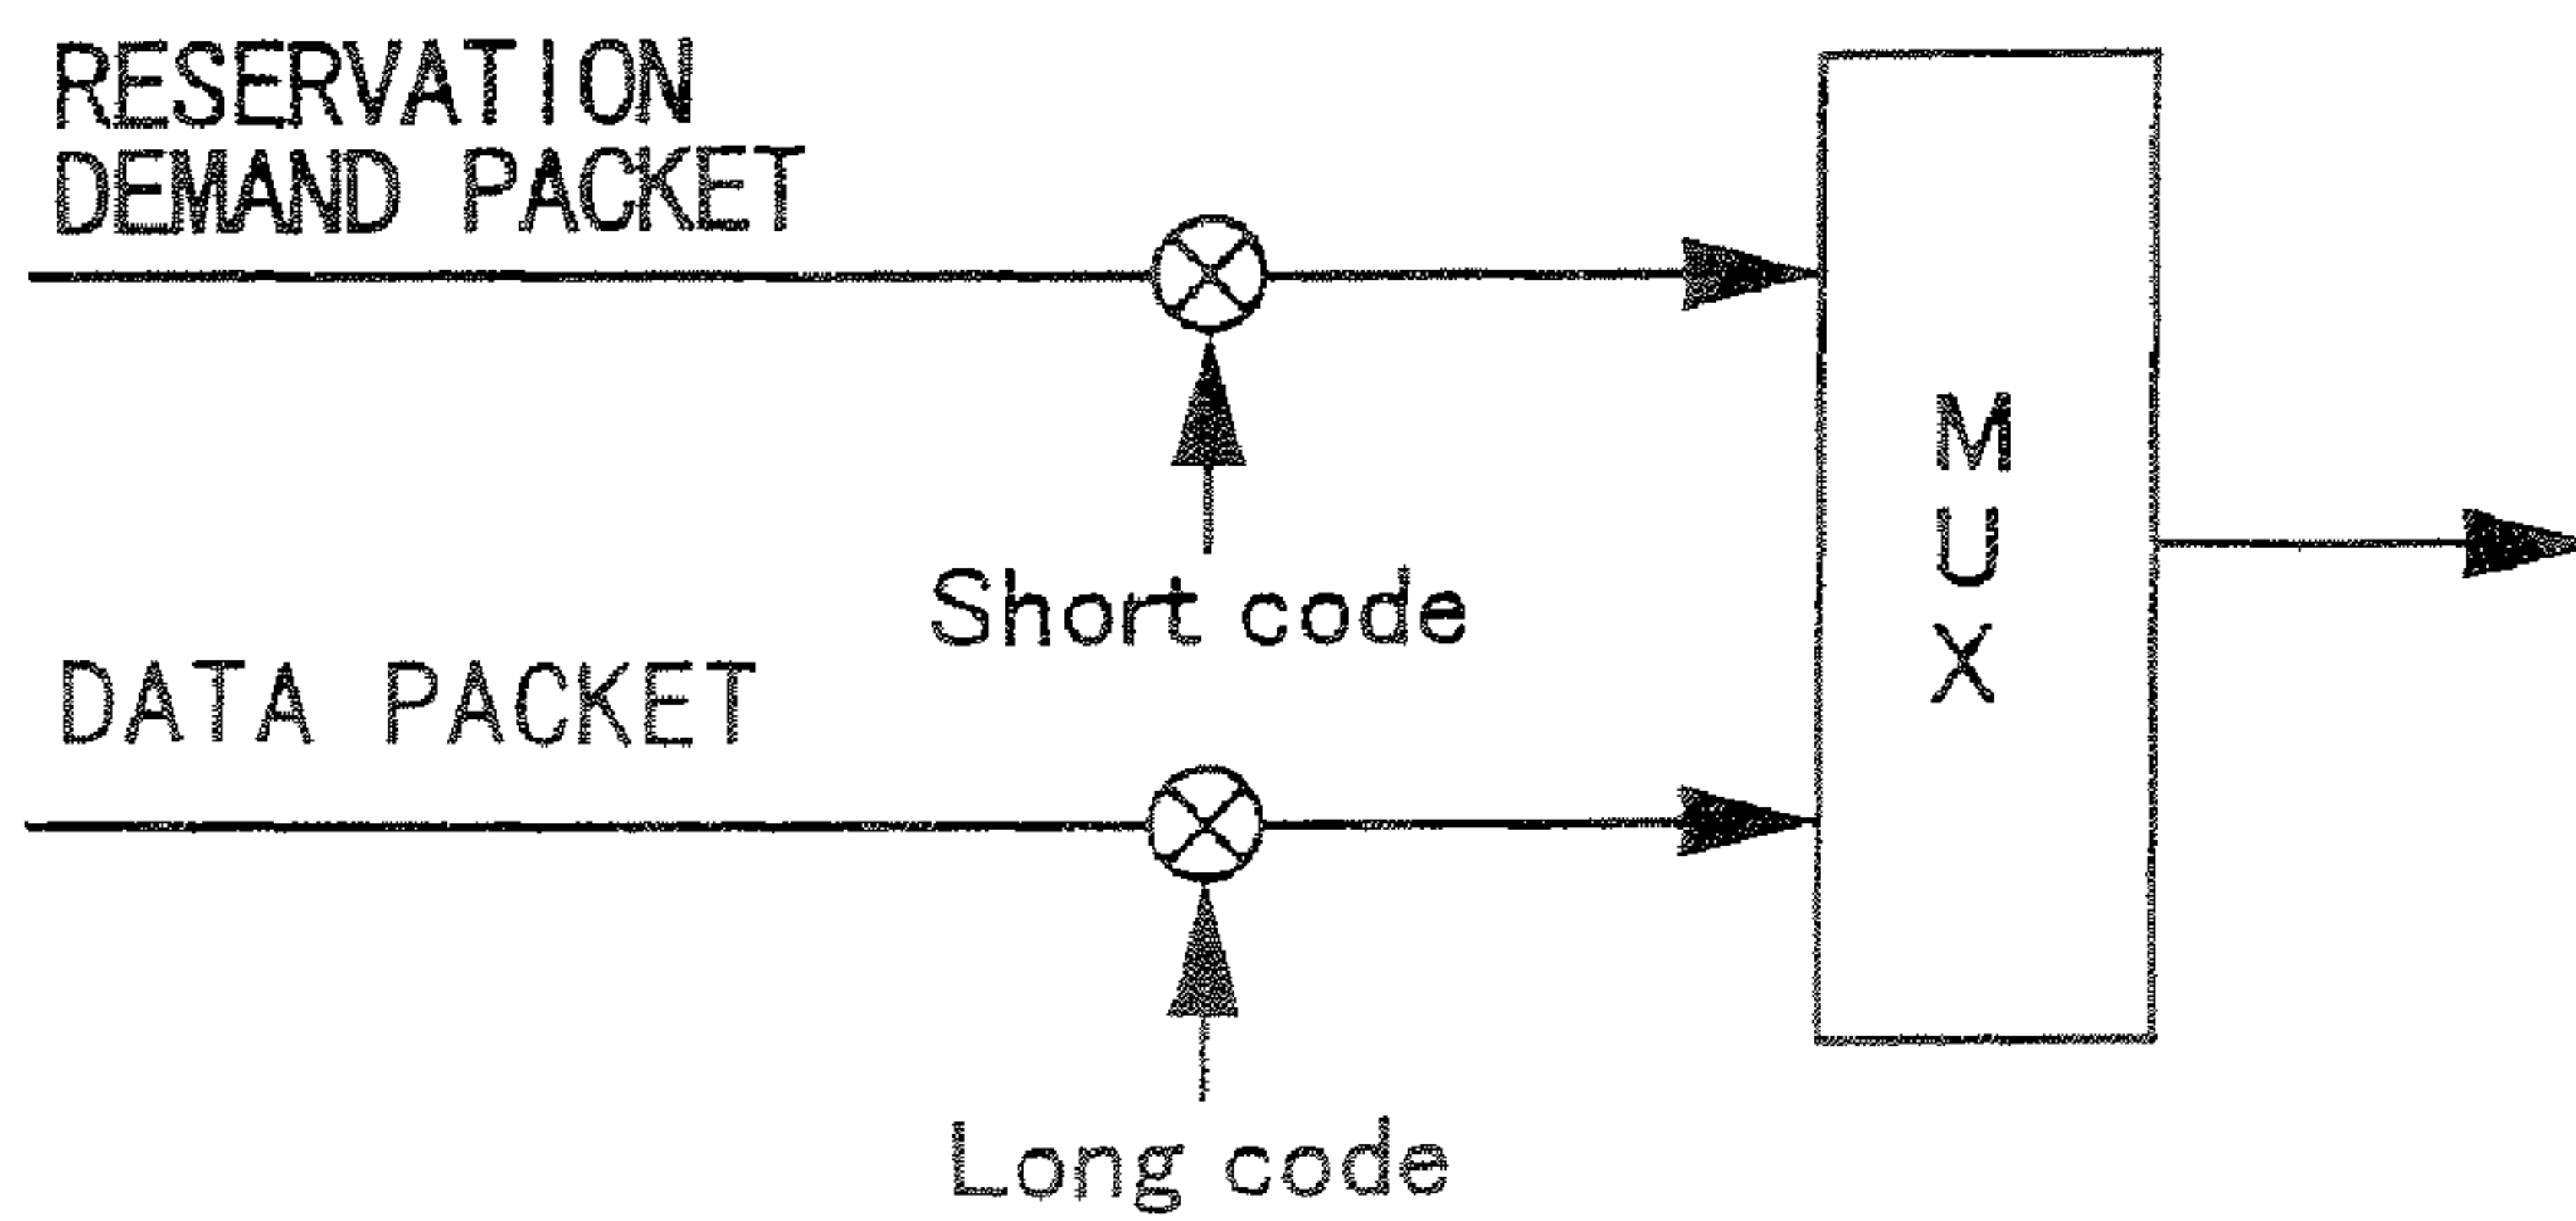 RESERVATION
DEMAND PACKET
Short code
DATA PACKET
Long code
M
U
X